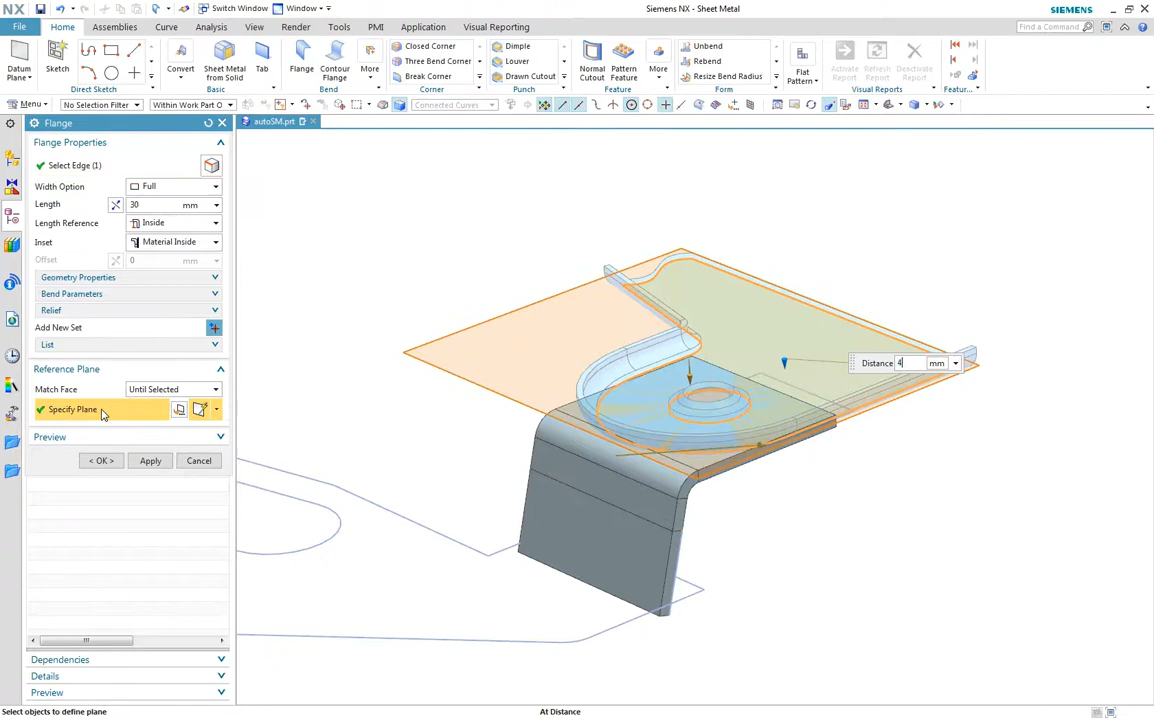 NX
Switch Window
Window
Siemens NX - Sheet Metal
SIEMENS
File
Home
Assemblies
Curve
Analysis
View
Render
Tools
PMI
Application
Visual Reporting
Find a Command
Datum Plane
Sketch
Convert
Sheet Metal from Solid
Tab
Flange
Contour Flange
More
Closed Corner
Three Bend Corner
Break Corner
Dimple
Louver
Drawn Cutout
Normal Cutout
Pattern Feature
More
Unbend
Rebend
Resize Bend Radius
Flat Pattern
Activate Report
Refresh Report
Deactivate Report
Direct Sketch
Basic
Bend
Corner
Punch
Feature
Form
Visual Reports
Featur...
Menu
No Selection Filter
Within Work Part O
Connected Curves
Flange
autoSM.prt
Flange Properties
Select Edge (1)
Width Option
Full
Length
30
mm
Length Reference
Inside
Inset
Material Inside
Offset
0
mm
Geometry Properties
Bend Parameters
Relief
Add New Set
List
Reference Plane
Match Face
Until Selected
Specify Plane
Preview
< OK >
Apply
Cancel
Distance
4
mm
Dependencies
Details
Preview
Select objects to define plane
At Distance